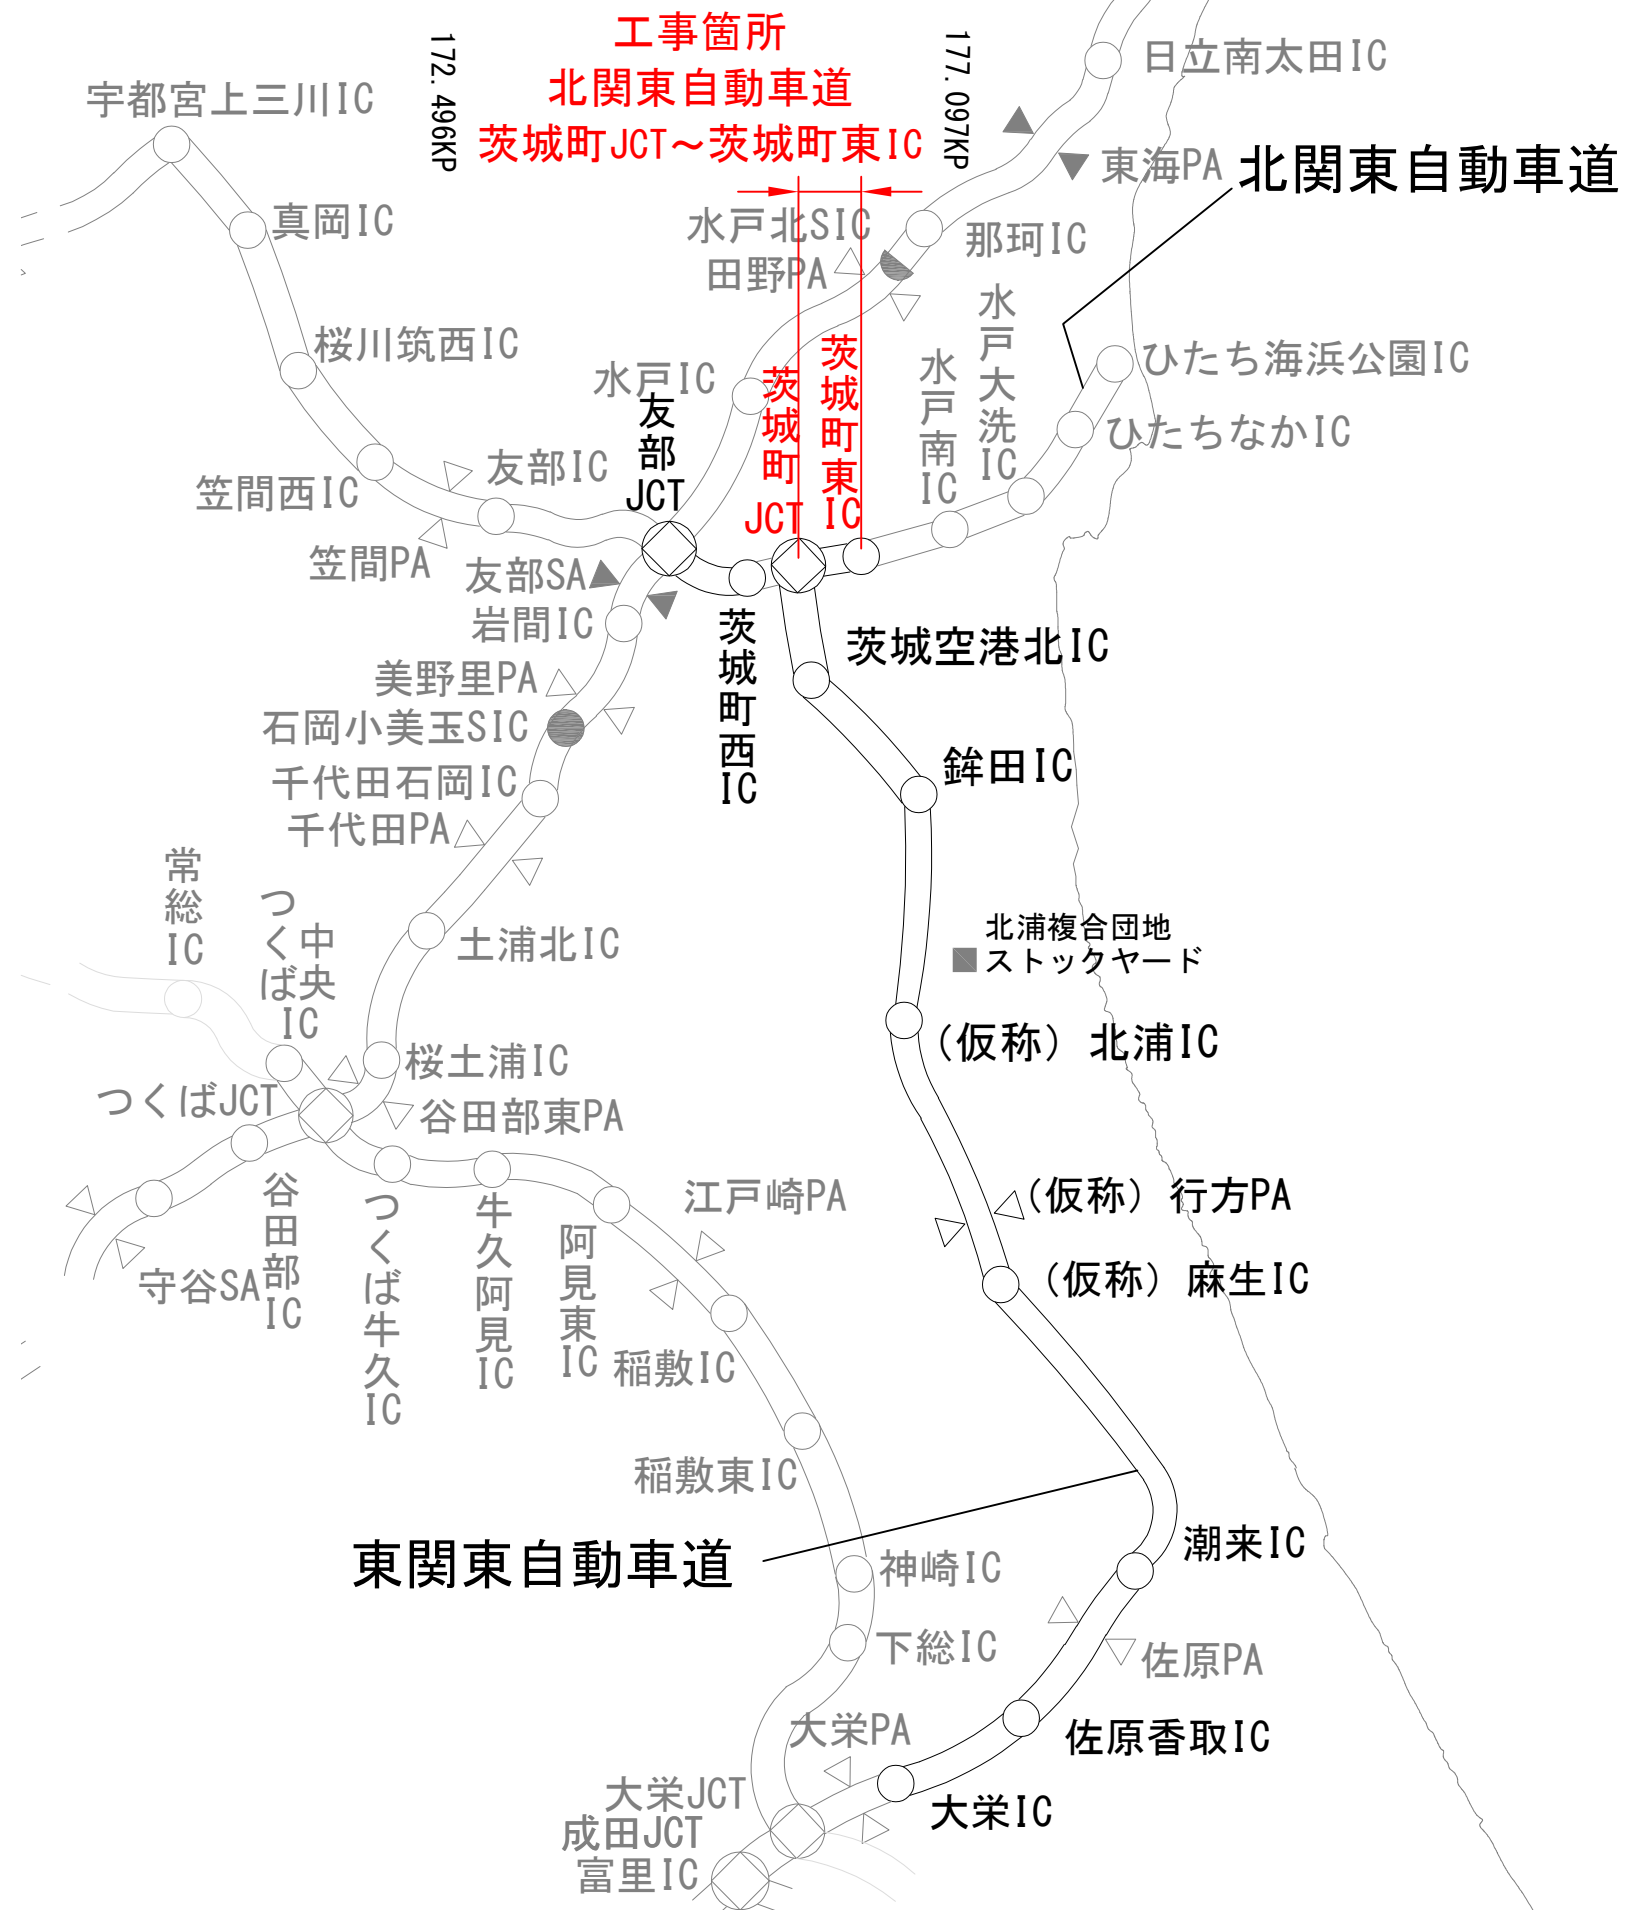 工事箇所
北関東自動車道
茨城町JCT～茨城町東IC
172.496KP
177.097KP
日立南太田IC
宇都宮上三川IC
東海PA
北関東自動車道
真岡IC
水戸北SIC
田野PA
那珂IC
水戸大洗IC
桜川筑西IC
水戸IC
茨城町JCT
茨城町東IC
水戸南IC
ひたち海浜公園IC
ひたちなかIC
友部JCT
友部IC
笠間西IC
笠間PA
友部SA
岩間IC
茨城町西IC
茨城空港北IC
美野里PA
石岡小美玉SIC
鉾田IC
千代田石岡IC
千代田PA
常総IC
つくば中央IC
土浦北IC
北浦複合団地
ストックヤード
(仮称)北浦IC
桜土浦IC
つくばJCT
谷田部東PA
谷田部IC
つくば牛久IC
牛久阿見IC
阿見東IC
江戸崎PA
(仮称)行方PA
守谷SA
(仮称)麻生IC
稲敷IC
稲敷東IC
東関東自動車道
神崎IC
潮来IC
下総IC
佐原PA
大栄PA
佐原香取IC
大栄JCT
成田JCT
富里IC
大栄IC